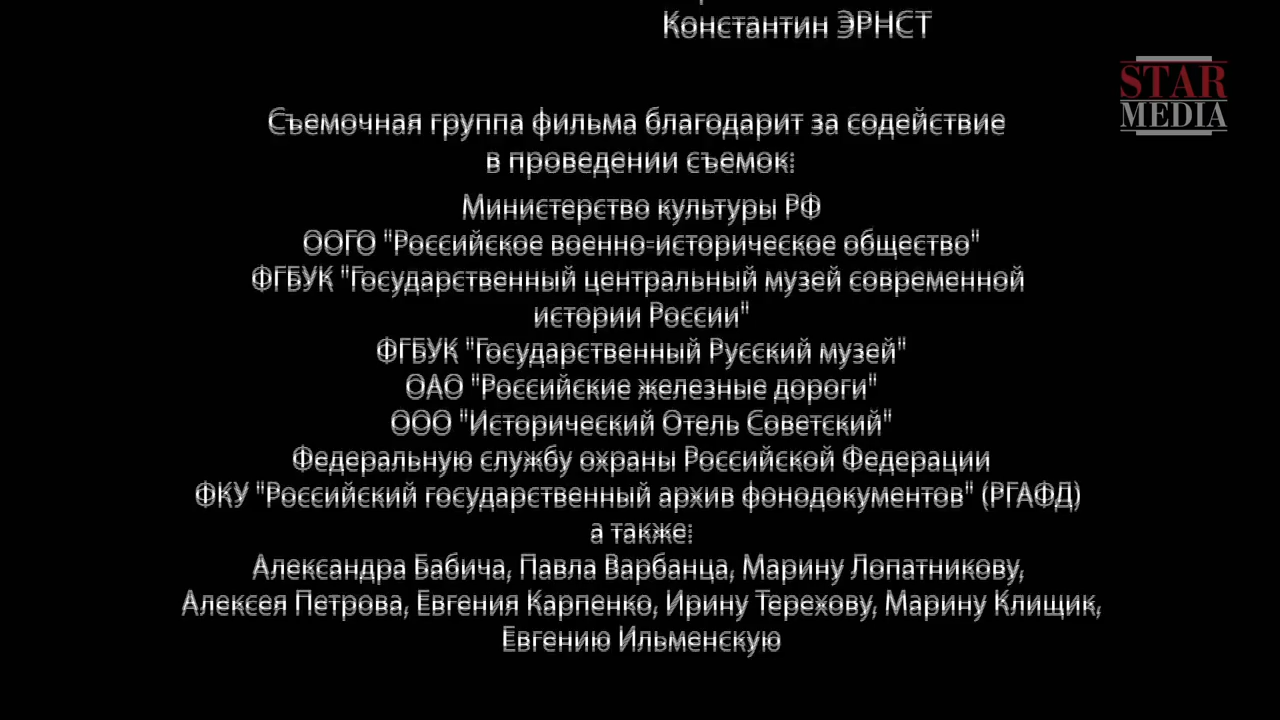 Константин ЭРНСТ
STAR
MEDIA
Съемочная группа фильма благодарит за содействие
в проведении съемок:
Министерство культуры РФ
ООГО "Российское военно-историческое общество"
ФГБУК "Государственный центральный музей современной
истории России"
ФГБУК "Государственный Русский музей"
ОАО "Российские железные дороги"
ООО "Исторический Отель Советский"
Федеральную службу охраны Российской Федерации
ФКУ "Российский государственный архив фонодокументов" (РГАФД)
а также:
Александра Бабича, Павла Варбанца, Марину Лопатникову,
Алексея Петрова, Евгения Карпенко, Ирину Терехову, Марину Клищик,
Евгению Ильменскую